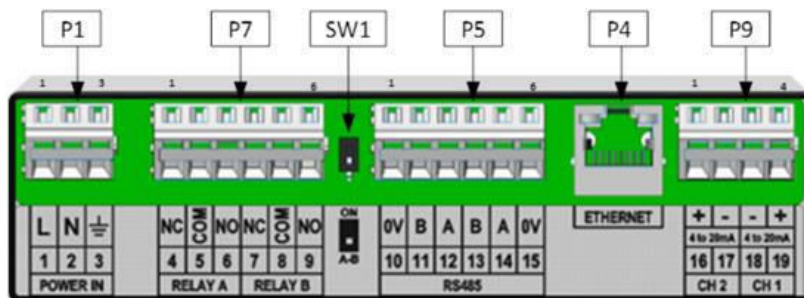 P1 P7 SW1 P5 P4 P9
1 3 1 6 1 6 1 4
L N NC COM NO NC COM NO ON 0V B A B A 0V ETHERNET + - - +
4 to 20mA 4 to 20mA
1 2 3 4 5 6 7 8 9 A-B 10 11 12 13 14 15 16 17 18 19
POWER IN RELAY A RELAY B RS485 CH 2 CH 1